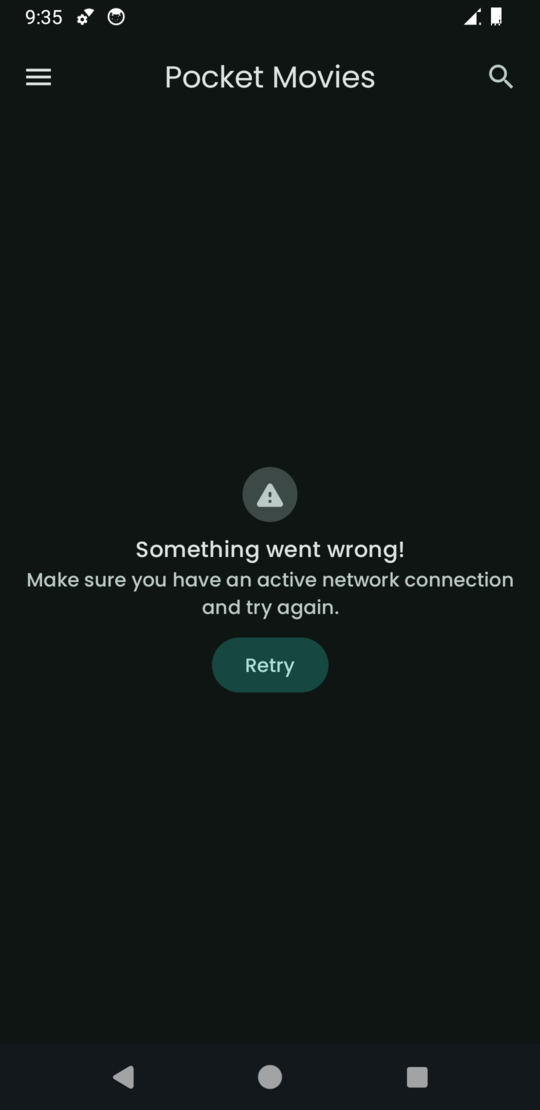 9:35
Pocket Movies
Something went wrong!
Make sure you have an active network connection
and try again.
Retry